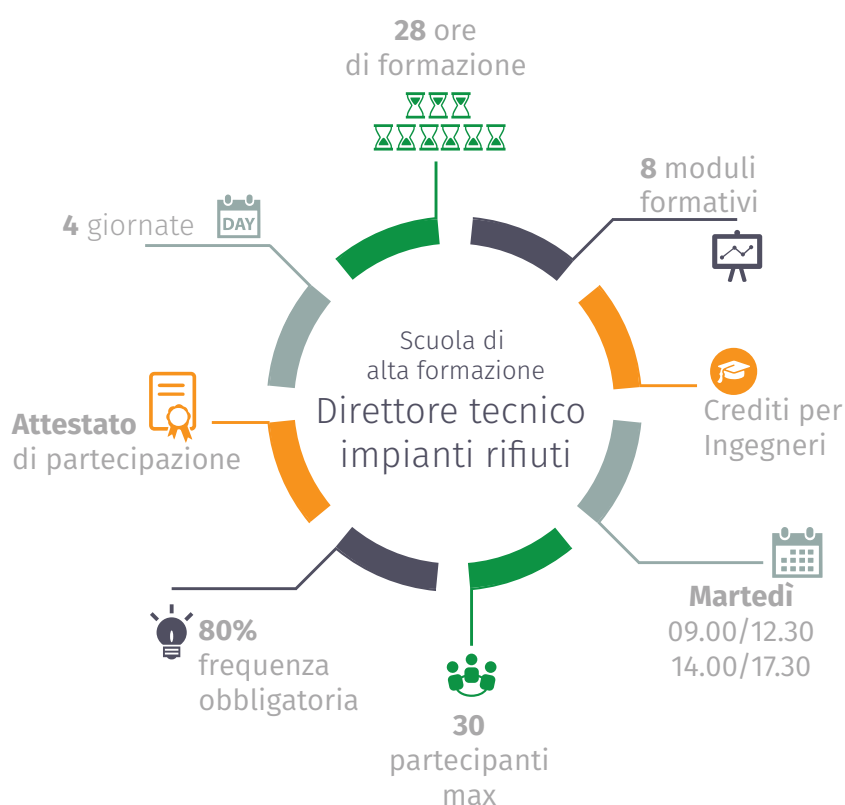 28 ore
di formazione
8 moduli
formativi
4 giornate
DAY
Scuola di
alta formazione
Direttore tecnico
impianti rifiuti
Crediti per
Ingegneri
Attestato
di partecipazione
Martedì
09.00/12.30
14.00/17.30
80%
frequenza
obbligatoria
30
partecipanti
max